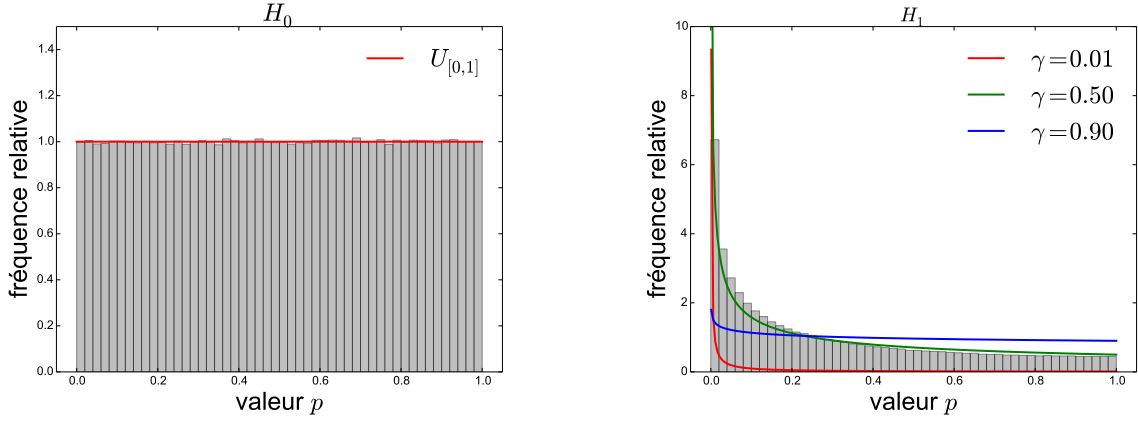 H₀
fréquence relative
1.4
1.2
1.0
0.8
0.6
0.4
0.2
0.0
U[0,1]
0.0 0.2 0.4 0.6 0.8 1.0
valeur p
H₁
fréquence relative
10
8
6
4
2
0
γ=0.01
γ=0.50
γ=0.90
0.0 0.2 0.4 0.6 0.8 1.0
valeur p